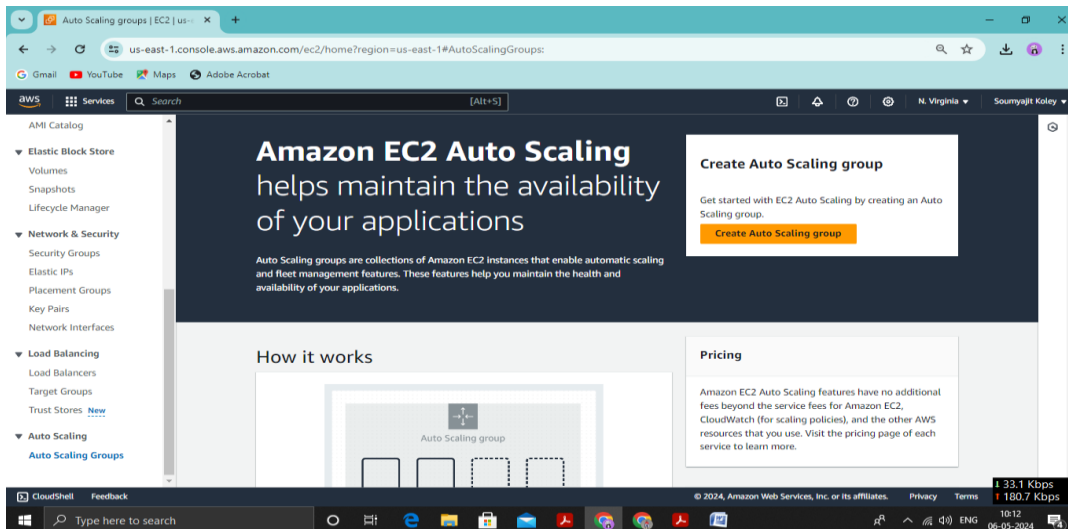 Auto Scaling groups | EC2 | us-e
us-east-1.console.aws.amazon.com/ec2/home?region=us-east-1#AutoScalingGroups:
Gmail YouTube Maps Adobe Acrobat
aws Services Search [Alt+S] N. Virginia Soumyajit Koley
AMI Catalog
Elastic Block Store
Volumes
Snapshots
Lifecycle Manager
Network & Security
Security Groups
Elastic IPs
Placement Groups
Key Pairs
Network Interfaces
Load Balancing
Load Balancers
Target Groups
Trust Stores New
Auto Scaling
Auto Scaling Groups
Amazon EC2 Auto Scaling
helps maintain the availability
of your applications
Auto Scaling groups are collections of Amazon EC2 instances that enable automatic scaling
and fleet management features. These features help you maintain the health and
availability of your applications.
Create Auto Scaling group
Get started with EC2 Auto Scaling by creating an Auto
Scaling group.
Create Auto Scaling group
How it works
Auto Scaling group
Pricing
Amazon EC2 Auto Scaling features have no additional
fees beyond the service fees for Amazon EC2,
CloudWatch (for scaling policies), and the other AWS
resources that you use. Visit the pricing page of each
service to learn more.
CloudShell Feedback © 2024, Amazon Web Services, Inc. or its affiliates. Privacy Terms
33.1 Kbps
180.7 Kbps
Type here to search ENG
10:12
06-05-2024